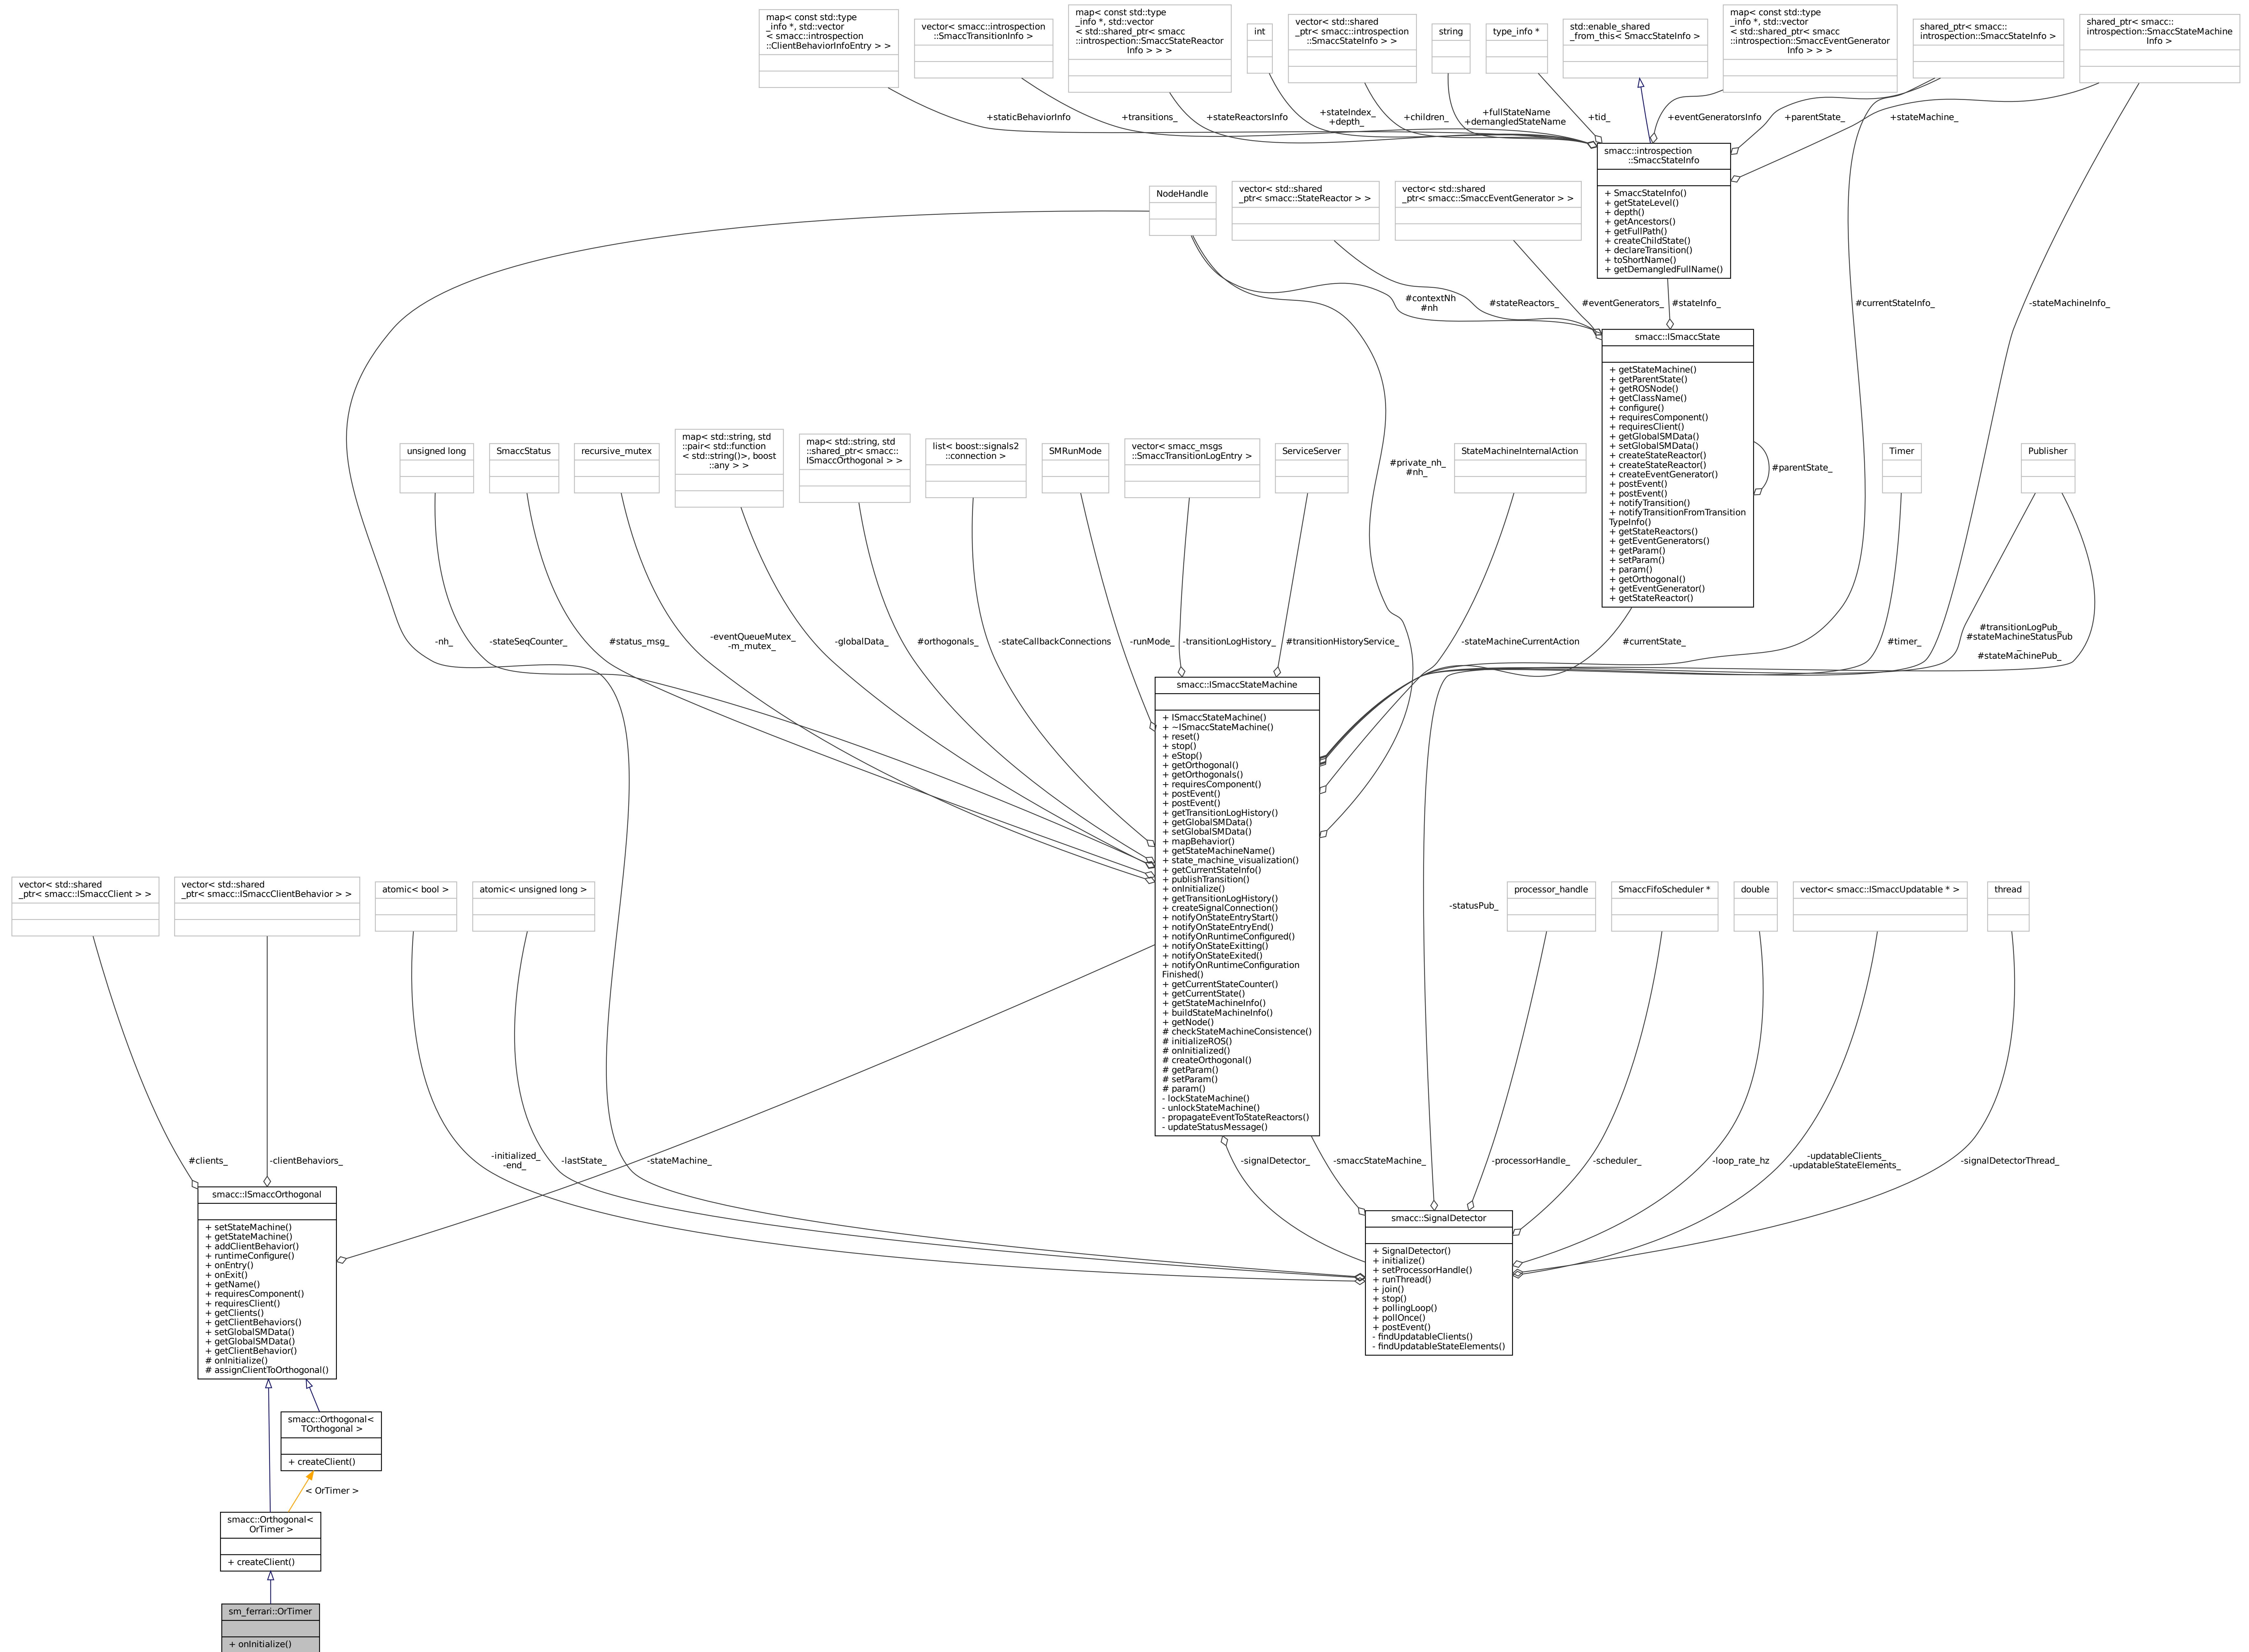 map< const std::type
_info *, std::vector
< smacc::introspection
::ClientBehaviorInfoEntry > >
vector< smacc::introspection
::SmaccTransitionInfo >
map< const std::type
_info *, std::vector
< std::shared_ptr< smacc
::introspection::SmaccStateReactor
Info > > >
int
vector< std::shared
_ptr< smacc::introspection
::SmaccStateInfo > >
string
type_info *
std::enable_shared
_from_this< SmaccStateInfo >
map< const std::type
_info *, std::vector
< std::shared_ptr< smacc
::introspection::SmaccEventGenerator
Info > > >
shared_ptr< smacc::
introspection::SmaccStateInfo >
shared_ptr< smacc::
introspection::SmaccStateMachine
Info >
+staticBehaviorInfo
+transitions_
+stateReactorsInfo
+stateIndex_
+depth_
+children_
+fullStateName
+demangledStateName
+tid_
+eventGeneratorsInfo
+parentState_
+stateMachine_
smacc::introspection
::SmaccStateInfo
+ SmaccStateInfo()
+ getStateLevel()
+ depth()
+ getAncestors()
+ getFullPath()
+ createChildState()
+ declareTransition()
+ toShortName()
+ getDemangledFullName()
NodeHandle
vector< std::shared
_ptr< smacc::StateReactor > >
vector< std::shared
_ptr< smacc::SmaccEventGenerator > >
#contextNh
#nh
#stateReactors_
#eventGenerators_
#stateInfo_
#currentStateInfo_
-stateMachineInfo_
smacc::ISmaccState
+ getStateMachine()
+ getParentState()
+ getROSNode()
+ getClassName()
+ configure()
+ requiresComponent()
+ requiresClient()
+ getGlobalSMData()
+ setGlobalSMData()
+ createStateReactor()
+ createStateReactor()
+ createEventGenerator()
+ postEvent()
+ postEvent()
+ notifyTransition()
+ notifyTransitionFromTransition
TypeInfo()
+ getStateReactors()
+ getEventGenerators()
+ getParam()
+ setParam()
+ param()
+ getOrthogonal()
+ getEventGenerator()
+ getStateReactor()
#parentState_
unsigned long
SmaccStatus
recursive_mutex
map< std::string, std
::pair< std::function
< std::string()>, boost
::any > >
map< std::string, std
::shared_ptr< smacc::
ISmaccOrthogonal > >
list< boost::signals2
::connection >
SMRunMode
vector< smacc_msgs
::SmaccTransitionLogEntry >
ServiceServer
#private_nh_
#nh_
StateMachineInternalAction
Timer
Publisher
-nh_
-stateSeqCounter_
#status_msg_
-eventQueueMutex_
-m_mutex_
-globalData_
#orthogonals_
-stateCallbackConnections
-runMode_
-transitionLogHistory_
#transitionHistoryService_
-stateMachineCurrentAction
#currentState_
#timer_
#transitionLogPub_
#stateMachineStatusPub
_
#stateMachinePub_
smacc::ISmaccStateMachine
+ ISmaccStateMachine()
+ ~ISmaccStateMachine()
+ reset()
+ stop()
+ eStop()
+ getOrthogonal()
+ getOrthogonals()
+ requiresComponent()
+ postEvent()
+ postEvent()
+ getTransitionLogHistory()
+ getGlobalSMData()
+ setGlobalSMData()
+ mapBehavior()
+ getStateMachineName()
+ state_machine_visualization()
+ getCurrentStateInfo()
+ publishTransition()
+ onInitialize()
+ getTransitionLogHistory()
+ createSignalConnection()
+ notifyOnStateEntryStart()
+ notifyOnStateEntryEnd()
+ notifyOnRuntimeConfigured()
+ notifyOnStateExitting()
+ notifyOnStateExited()
+ notifyOnRuntimeConfiguration
Finished()
+ getCurrentStateCounter()
+ getCurrentState()
+ getStateMachineInfo()
+ buildStateMachineInfo()
+ getNode()
# checkStateMachineConsistence()
# initializeROS()
# onInitialized()
# createOrthogonal()
# getParam()
# setParam()
# param()
- lockStateMachine()
- unlockStateMachine()
- propagateEventToStateReactors()
- updateStatusMessage()
vector< std::shared
_ptr< smacc::ISmaccClient > >
vector< std::shared
_ptr< smacc::ISmaccClientBehavior > >
atomic< bool >
atomic< unsigned long >
-statusPub_
processor_handle
SmaccFifoScheduler *
double
vector< smacc::ISmaccUpdatable * >
thread
#clients_
-clientBehaviors_
-initialized_
-end_
-lastState_
-stateMachine_
-signalDetector_
-smaccStateMachine_
-processorHandle_
-scheduler_
-loop_rate_hz
-updatableClients_
-updatableStateElements_
-signalDetectorThread_
smacc::ISmaccOrthogonal
+ setStateMachine()
+ getStateMachine()
+ addClientBehavior()
+ runtimeConfigure()
+ onEntry()
+ onExit()
+ getName()
+ requiresComponent()
+ requiresClient()
+ getClients()
+ getClientBehaviors()
+ setGlobalSMData()
+ getGlobalSMData()
+ getClientBehavior()
# onInitialize()
# assignClientToOrthogonal()
smacc::SignalDetector
+ SignalDetector()
+ initialize()
+ setProcessorHandle()
+ runThread()
+ join()
+ stop()
+ pollingLoop()
+ pollOnce()
+ postEvent()
- findUpdatableClients()
- findUpdatableStateElements()
smacc::Orthogonal<
TOrthogonal >
+ createClient()
< OrTimer >
smacc::Orthogonal<
OrTimer >
+ createClient()
sm_ferrari::OrTimer
+ onInitialize()